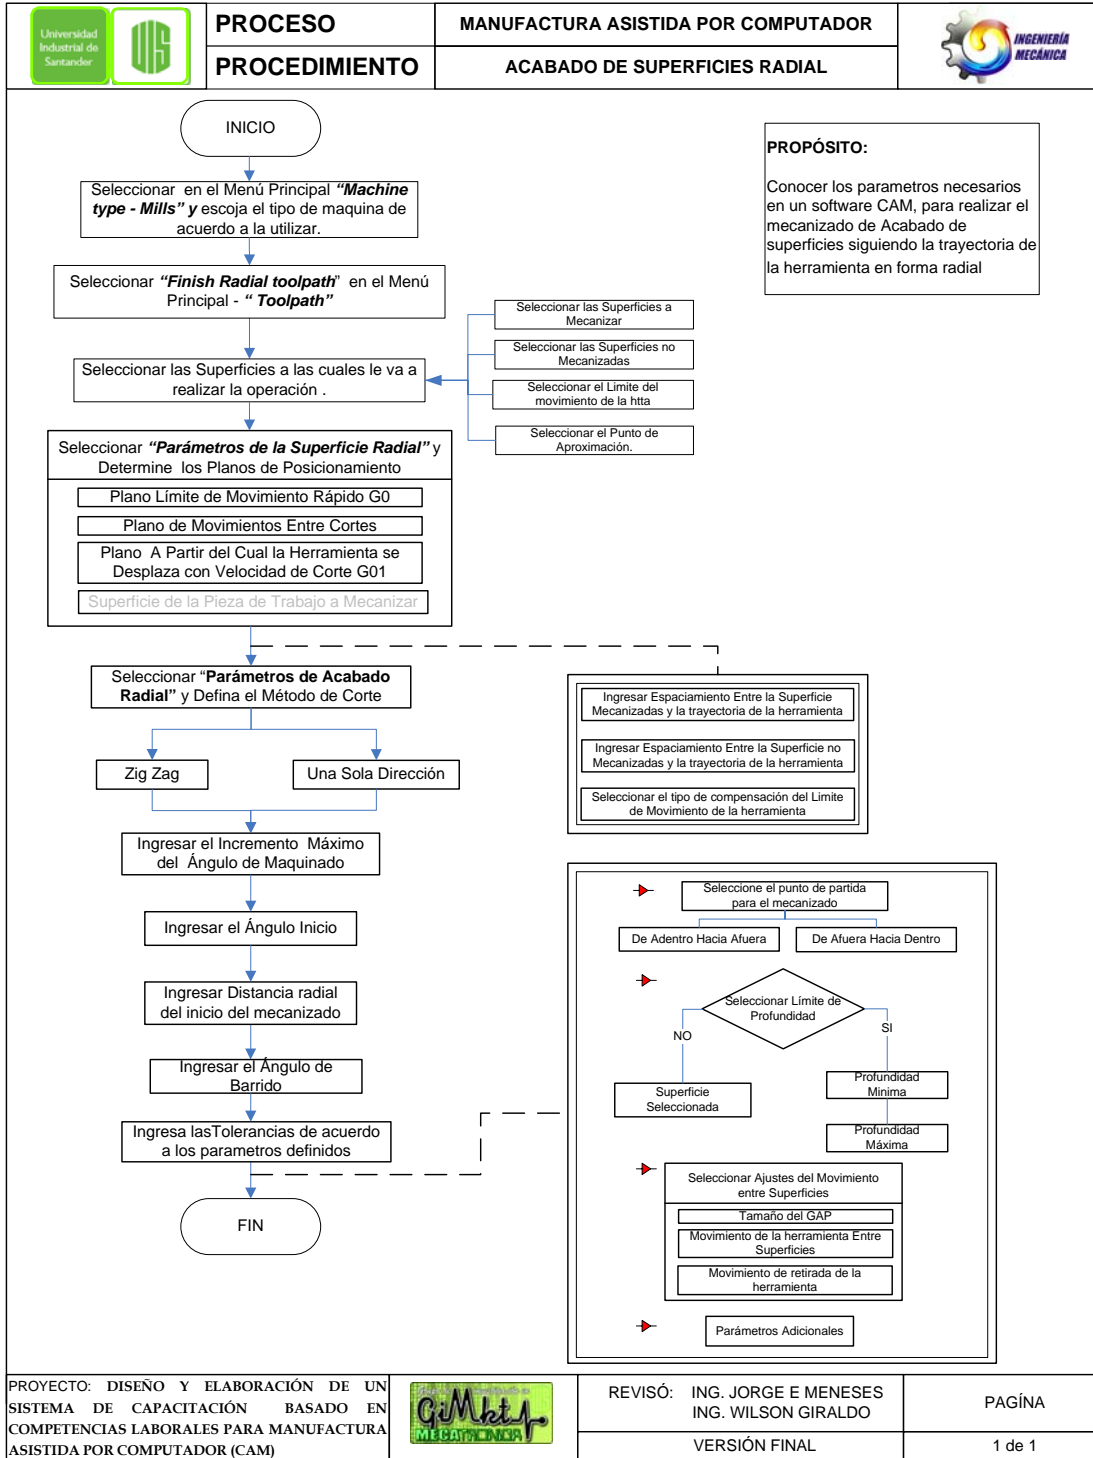 Universidad
Industrial de
Santander
UIS
PROCESO
MANUFACTURA ASISTIDA POR COMPUTADOR
PROCEDIMIENTO
ACABADO DE SUPERFICIES RADIAL
INGENIERÍA
MECÁNICA
INICIO
PROPÓSITO:
Conocer los parametros necesarios
en un software CAM, para realizar el
mecanizado de Acabado de
superficies siguiendo la trayectoria de
la herramienta en forma radial
Seleccionar en el Menú Principal “Machine
type - Mills” y escoja el tipo de maquina de
acuerdo a la utilizar.
Seleccionar “Finish Radial toolpath” en el Menú
Principal - “ Toolpath”
Seleccionar las Superficies a las cuales le va a
realizar la operación .
Seleccionar las Superficies a
Mecanizar
Seleccionar las Superficies no
Mecanizadas
Seleccionar el Limite del
movimiento de la htta
Seleccionar el Punto de
Aproximación.
Seleccionar “Parámetros de la Superficie Radial” y
Determine los Planos de Posicionamiento
Plano Límite de Movimiento Rápido G0
Plano de Movimientos Entre Cortes
Plano A Partir del Cual la Herramienta se
Desplaza con Velocidad de Corte G01
Superficie de la Pieza de Trabajo a Mecanizar
Seleccionar “Parámetros de Acabado
Radial” y Defina el Método de Corte
Zig Zag
Una Sola Dirección
Ingresar el Incremento Máximo
del Ángulo de Maquinado
Ingresar el Ángulo Inicio
Ingresar Distancia radial
del inicio del mecanizado
Ingresar el Ángulo de
Barrido
Ingresa lasTolerancias de acuerdo
a los parametros definidos
FIN
Ingresar Espaciamiento Entre la Superficie
Mecanizadas y la trayectoria de la herramienta
Ingresar Espaciamiento Entre la Superficie no
Mecanizadas y la trayectoria de la herramienta
Seleccionar el tipo de compensación del Limite
de Movimiento de la herramienta
Seleccione el punto de partida
para el mecanizado
De Adentro Hacia Afuera
De Afuera Hacia Dentro
Seleccionar Límite de
Profundidad
NO
SI
Superficie
Seleccionada
Profundidad
Minima
Profundidad
Máxima
Seleccionar Ajustes del Movimiento
entre Superficies
Tamaño del GAP
Movimiento de la herramienta Entre
Superficies
Movimiento de retirada de la
herramienta
Parámetros Adicionales
PROYECTO: DISEÑO Y ELABORACIÓN DE UN
SISTEMA DE CAPACITACIÓN BASADO EN
COMPETENCIAS LABORALES PARA MANUFACTURA
ASISTIDA POR COMPUTADOR (CAM)
GiMkt
MECATRONICA
REVISÓ: ING. JORGE E MENESES
ING. WILSON GIRALDO
VERSIÓN FINAL
PAGÍNA
1 de 1